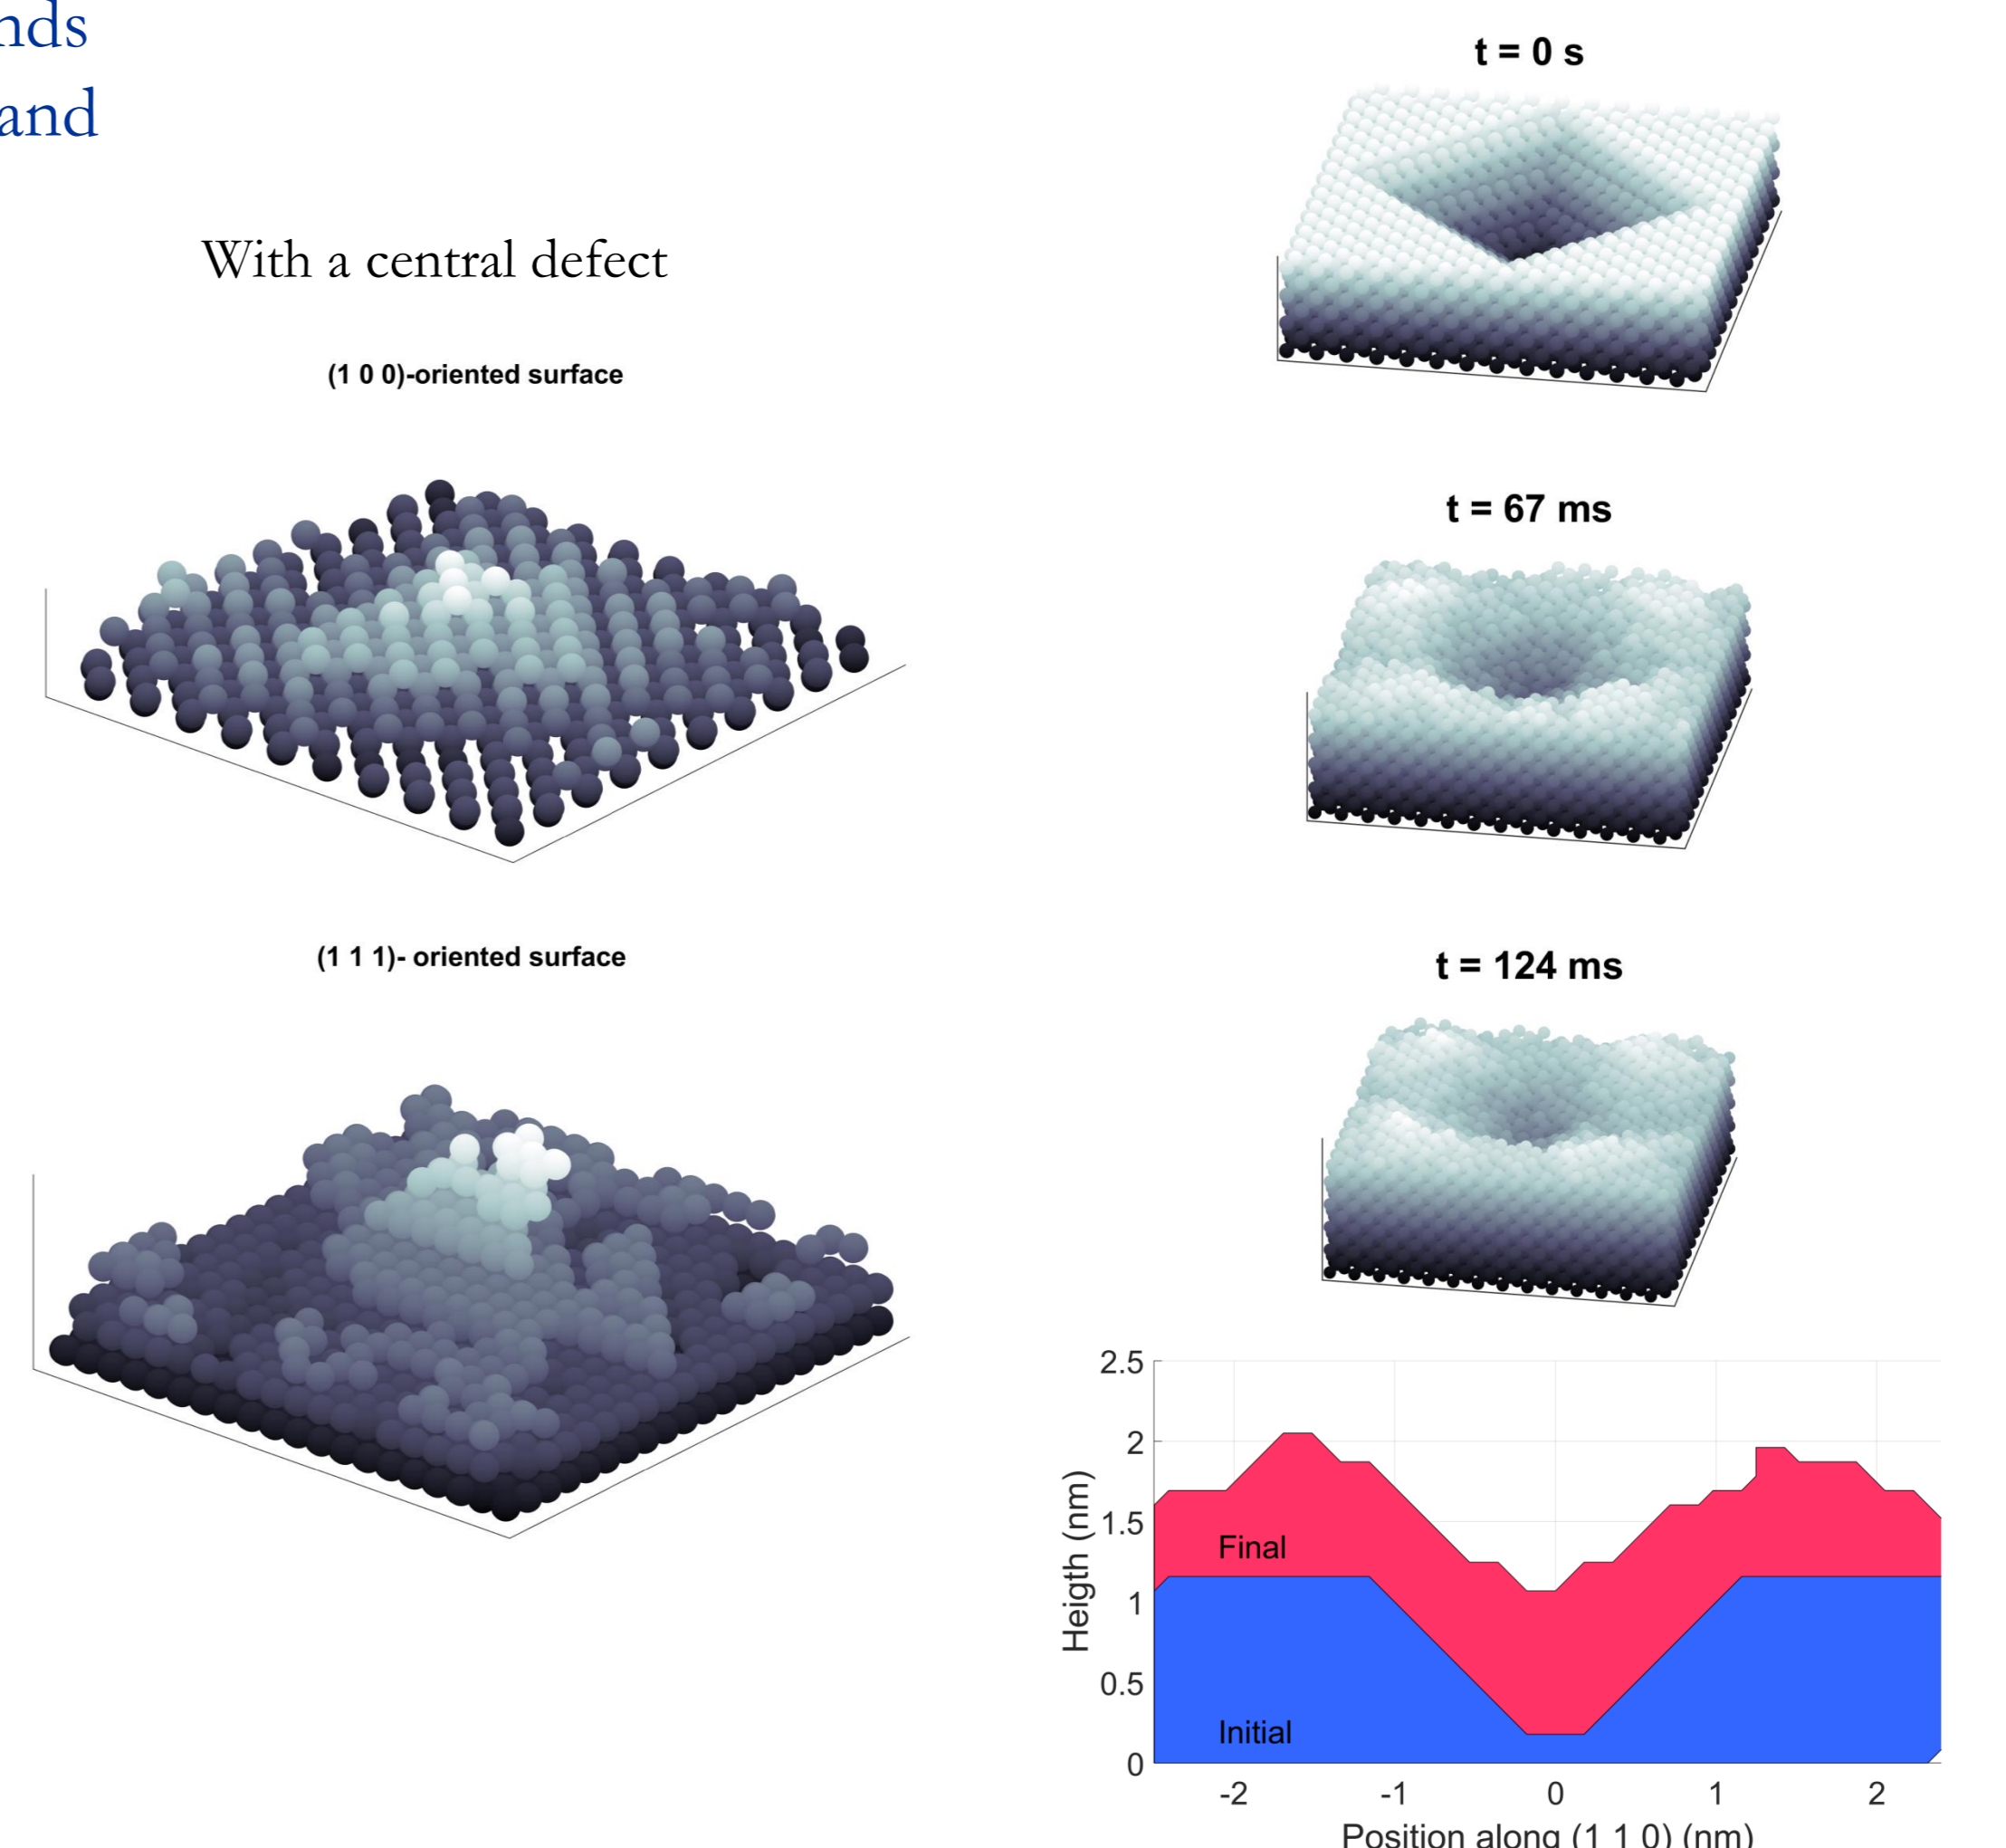 and
With a central defect
(1 0 0)-oriented surface
(1 1 1)- oriented surface
t = 0 s
t = 67 ms
t = 124 ms
2.5
2
1.5
1
0.5
0
Heigth (nm)
Final
Initial
-2
-1
0
1
2
Position along (1 1 0) (nm)